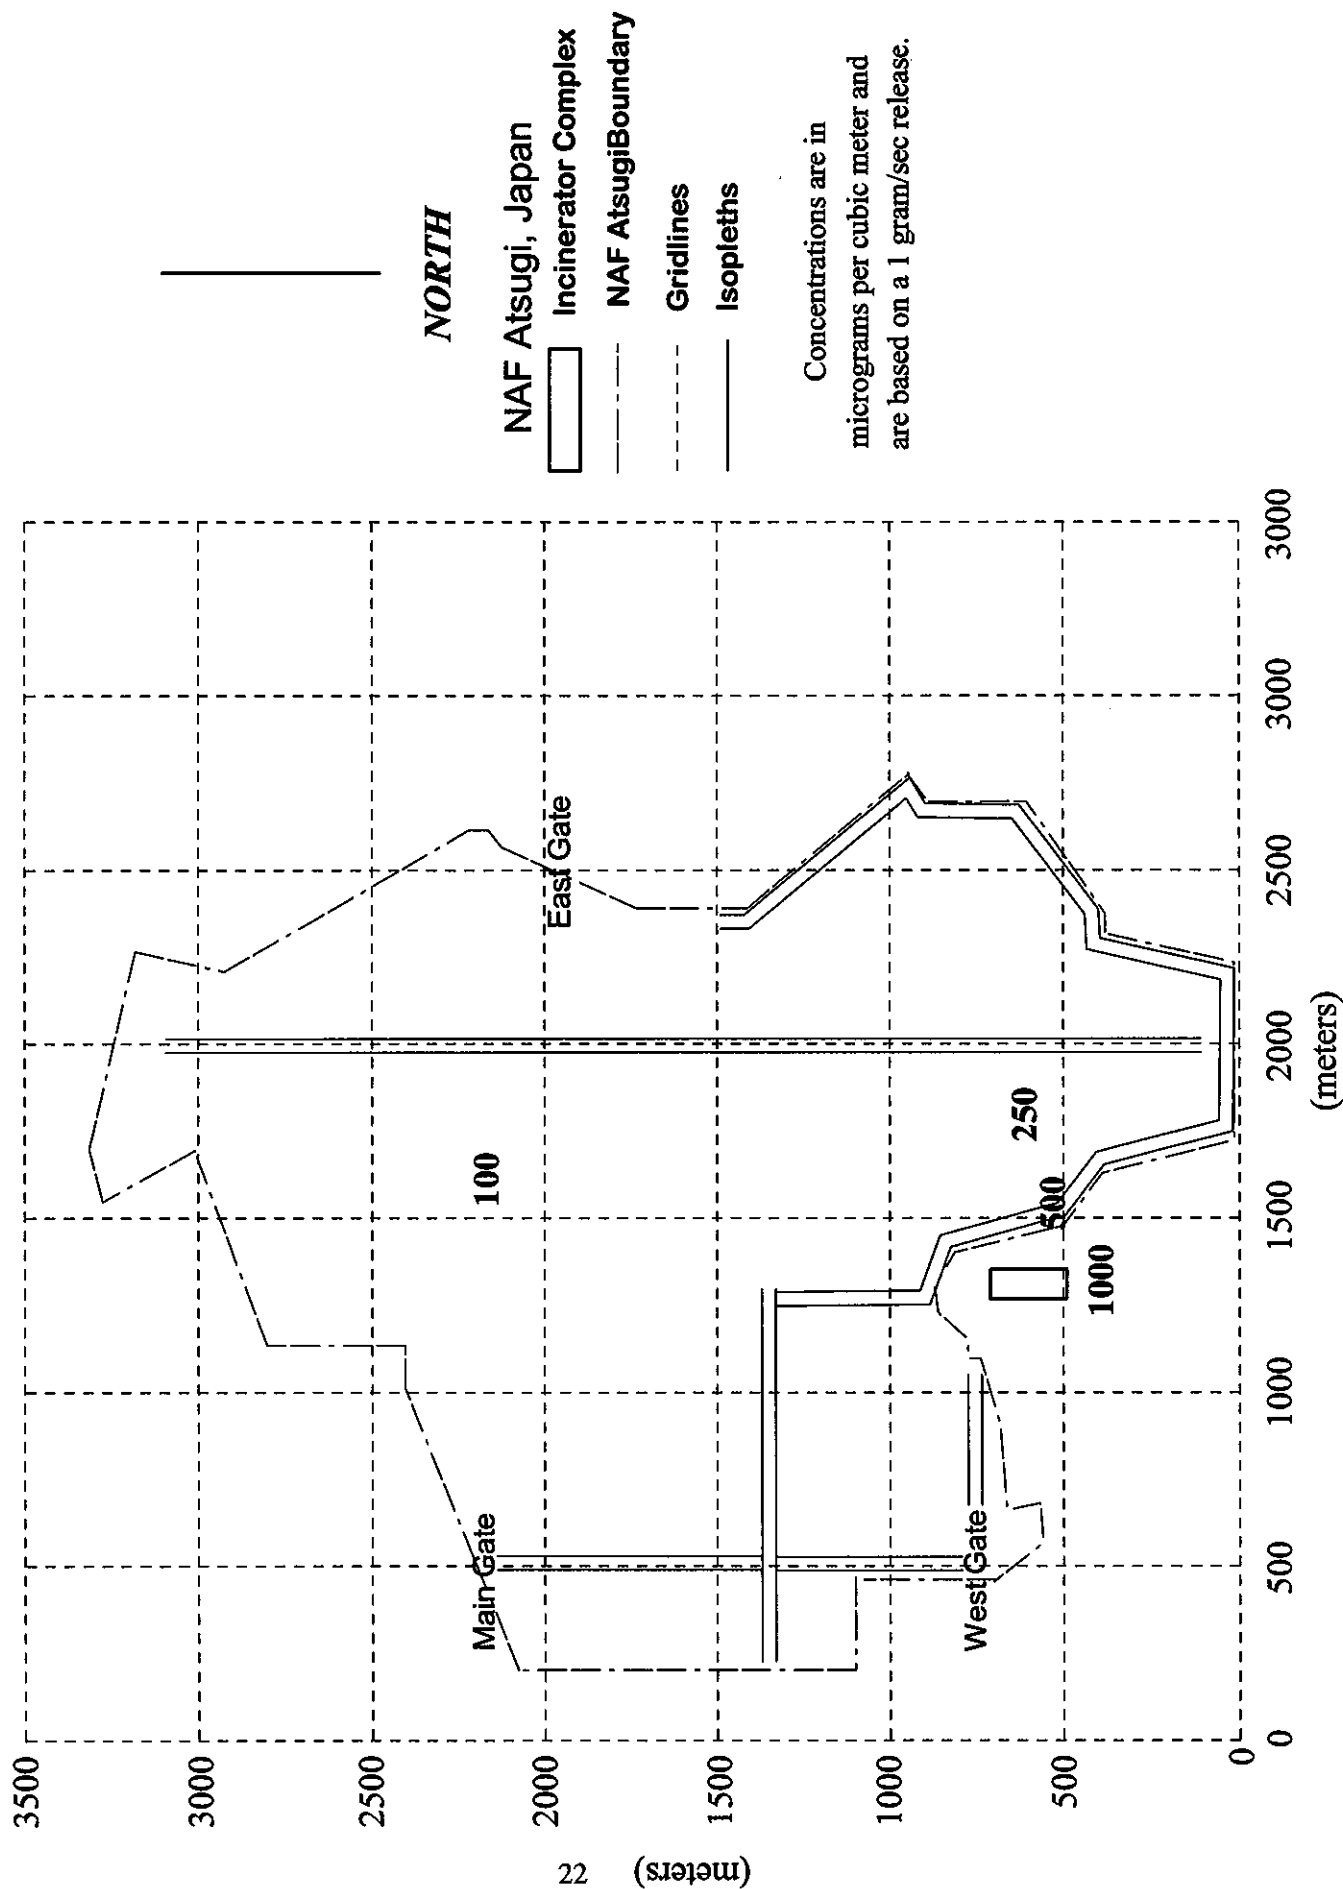 NORTH
NAF Atsugi, Japan
Incinerator Complex
NAF AtsugiBoundary
Gridlines
Isopleths
Concentrations are in
micrograms per cubic meter and
are based on a 1 gram/sec release.
3500
3000
2500
2000
1500
1000
500
0
(meters)
22
Main Gate
East Gate
West Gate
100
250
500
1000
0
500
1000
1500
2000
2500
3000
3000
(meters)